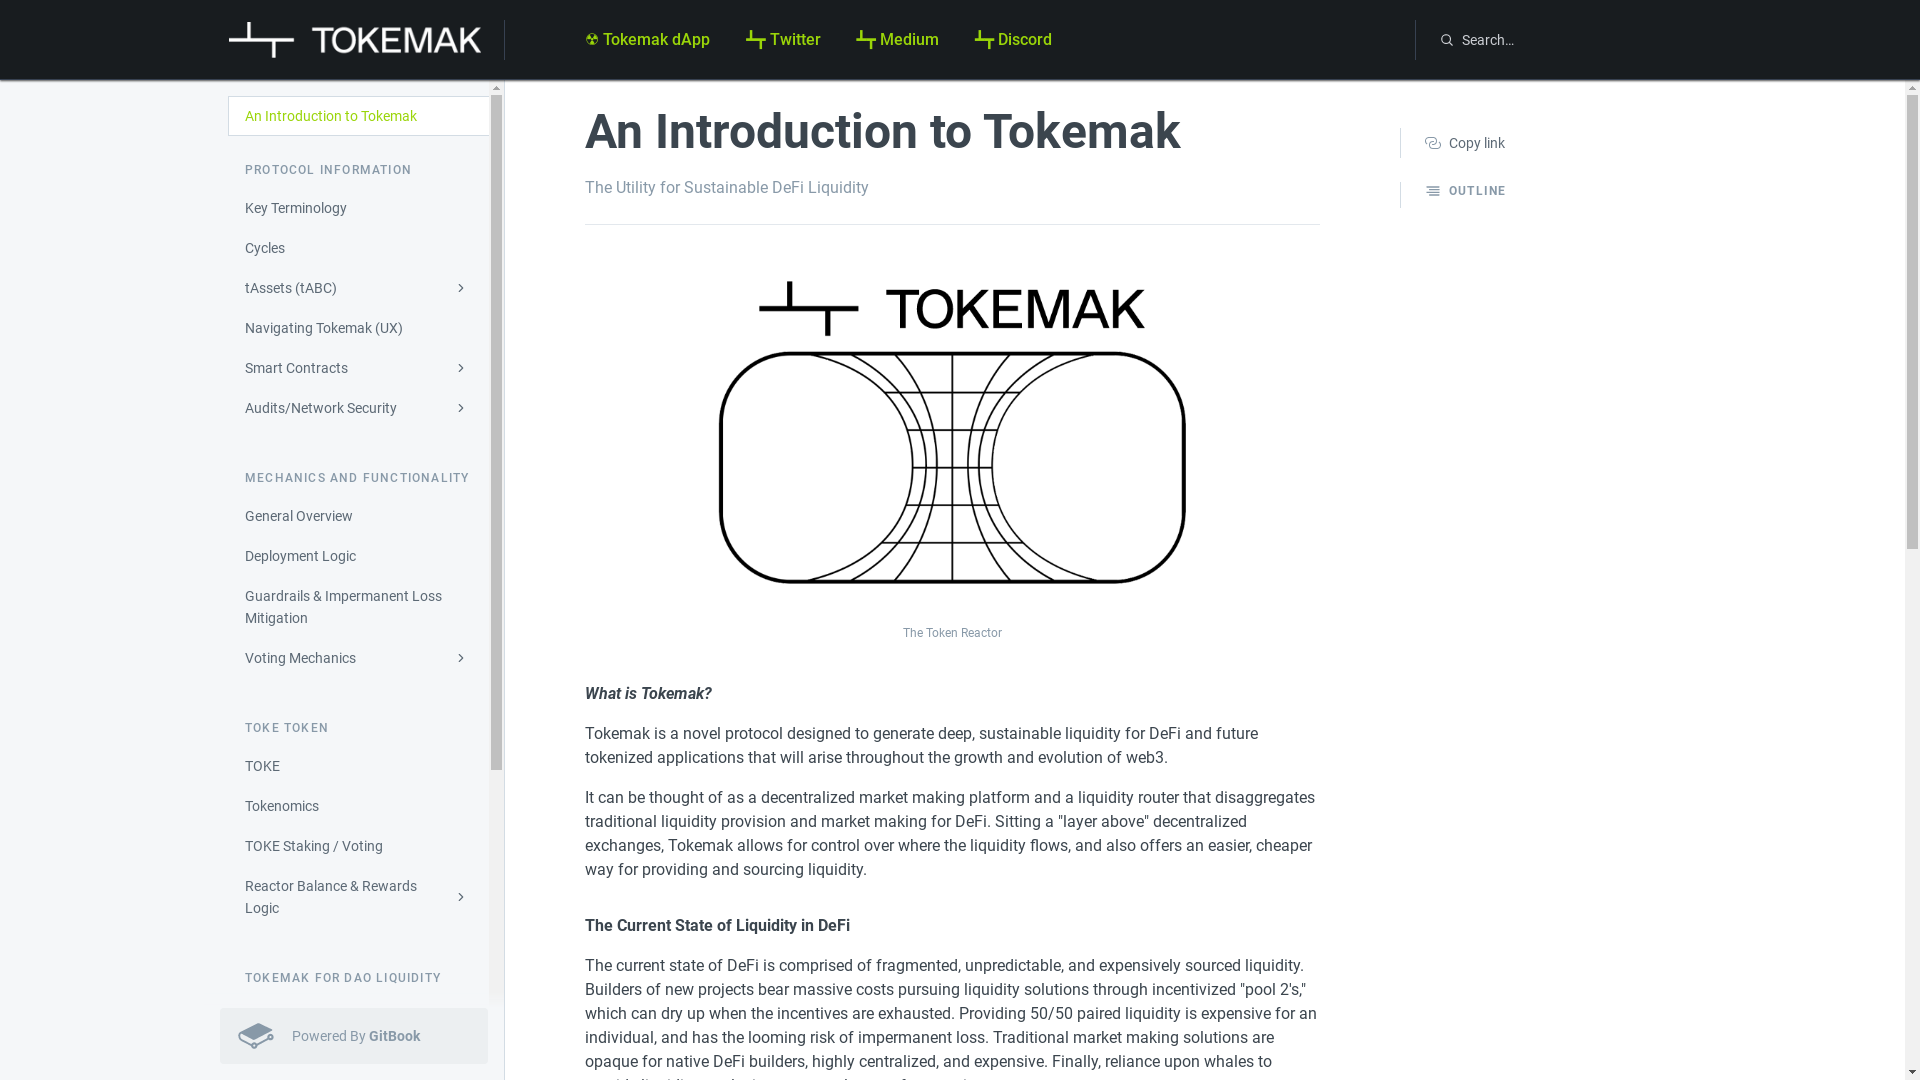 TOKEMAK
☢ Tokemak dApp
Twitter
Medium
Discord
Search…
An Introduction to Tokemak
PROTOCOL INFORMATION
Key Terminology
Cycles
tAssets (tABC)
Navigating Tokemak (UX)
Smart Contracts
Audits/Network Security
MECHANICS AND FUNCTIONALITY
General Overview
Deployment Logic
Guardrails & Impermanent Loss
Mitigation
Voting Mechanics
TOKE TOKEN
TOKE
Tokenomics
TOKE Staking / Voting
Reactor Balance & Rewards
Logic
TOKEMAK FOR DAO LIQUIDITY
Powered By GitBook
An Introduction to Tokemak
The Utility for Sustainable DeFi Liquidity
TOKEMAK
The Token Reactor
What is Tokemak?
Tokemak is a novel protocol designed to generate deep, sustainable liquidity for DeFi and future
tokenized applications that will arise throughout the growth and evolution of web3.
It can be thought of as a decentralized market making platform and a liquidity router that disaggregates
traditional liquidity provision and market making for DeFi. Sitting a "layer above" decentralized
exchanges, Tokemak allows for control over where the liquidity flows, and also offers an easier, cheaper
way for providing and sourcing liquidity.
The Current State of Liquidity in DeFi
The current state of DeFi is comprised of fragmented, unpredictable, and expensively sourced liquidity.
Builders of new projects bear massive costs pursuing liquidity solutions through incentivized "pool 2's,"
which can dry up when the incentives are exhausted. Providing 50/50 paired liquidity is expensive for an
individual, and has the looming risk of impermanent loss. Traditional market making solutions are
opaque for native DeFi builders, highly centralized, and expensive. Finally, reliance upon whales to
Copy link
OUTLINE